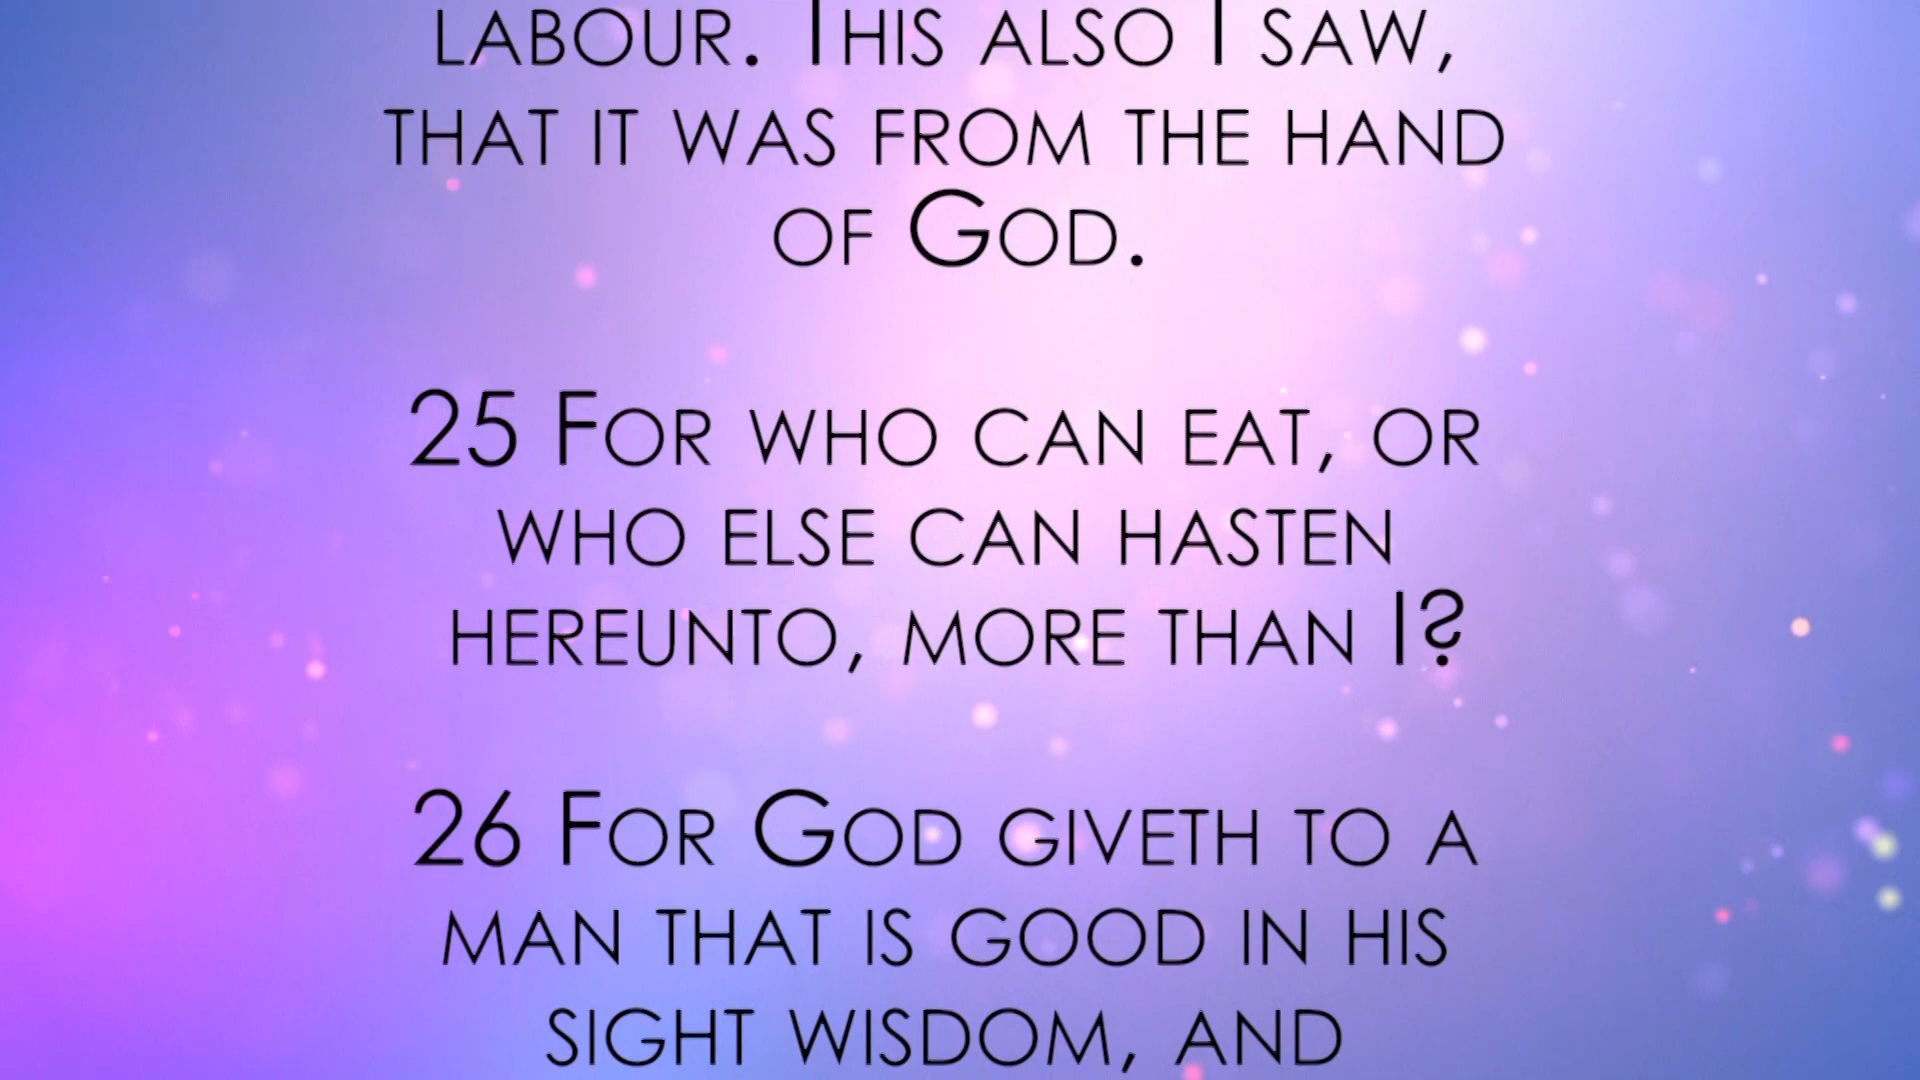 labour. This also I saw,
that it was from the hand
of God.
25 For who can eat, or
who else can hasten
hereunto, more than I?
26 For God giveth to a
man that is good in his
sight wisdom, and